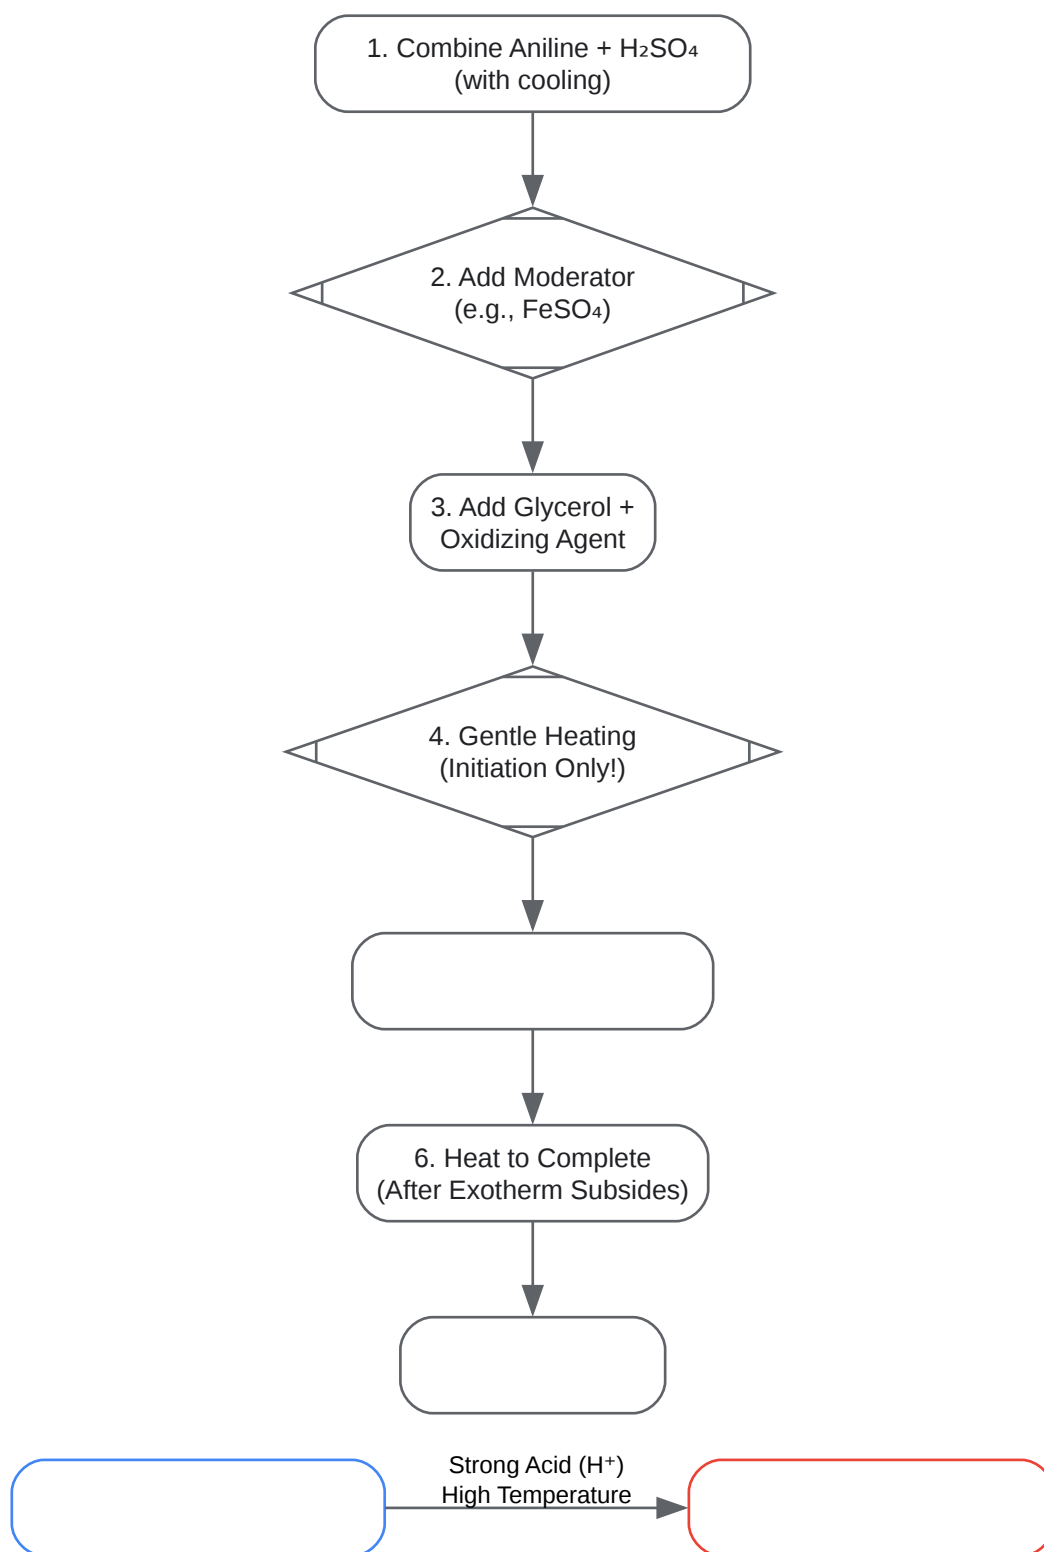 1. Combine Aniline + H₂SO₄
(with cooling)
2. Add Moderator
(e.g., FeSO₄)
3. Add Glycerol +
Oxidizing Agent
4. Gentle Heating
(Initiation Only!)
6. Heat to Complete
(After Exotherm Subsides)
Strong Acid (H⁺)
High Temperature